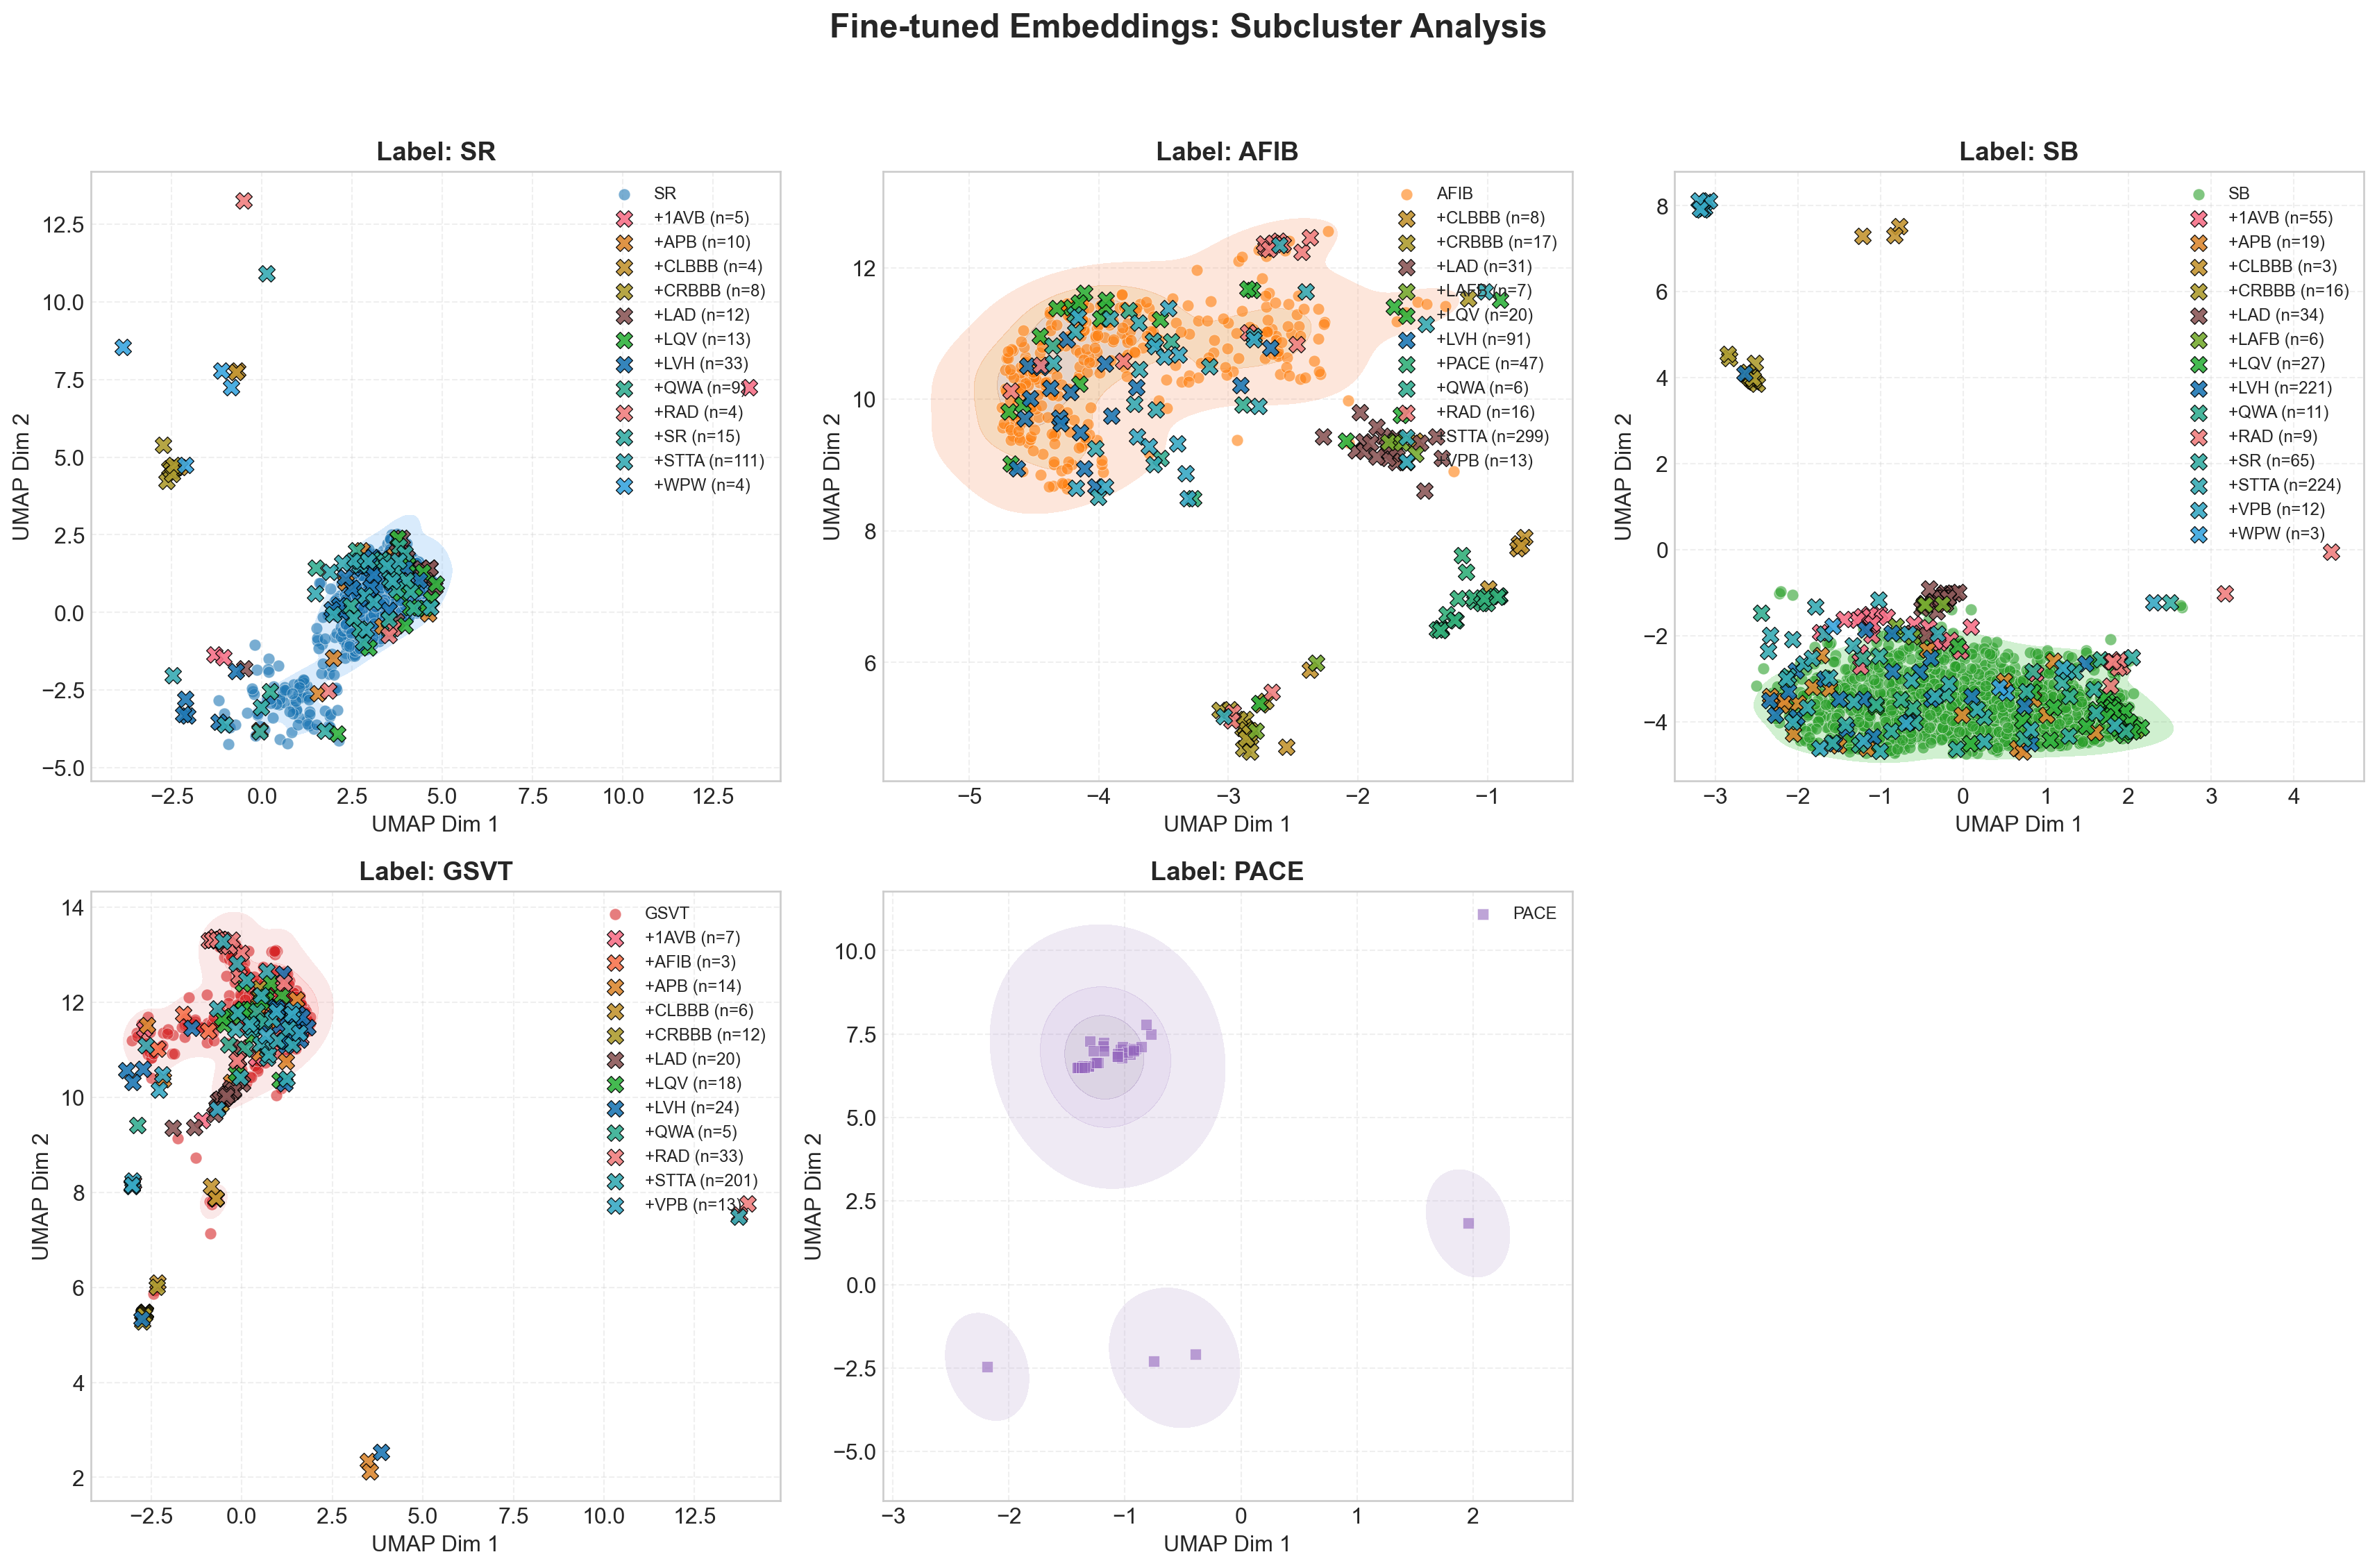 Fine-tuned Embeddings: Subcluster Analysis
Label: SR
12.5
10.0
7.5
5.0
2.5
0.0
−2.5
−5.0
−2.5
0.0
2.5
5.0
7.5
10.0
12.5
UMAP Dim 1
UMAP Dim 2
SR
+1AVB (n=5)
+APB (n=10)
+CLBBB (n=4)
+CRBBB (n=8)
+LAD (n=12)
+LQV (n=13)
+LVH (n=33)
+QWA (n=9)
+RAD (n=4)
+SR (n=15)
+STTA (n=111)
+WPW (n=4)
Label: AFIB
12
10
8
6
−5
−4
−3
−2
−1
UMAP Dim 1
UMAP Dim 2
AFIB
+CLBBB (n=8)
+CRBBB (n=17)
+LAD (n=31)
+LAFB (n=7)
+LQV (n=20)
+LVH (n=91)
+PACE (n=47)
+QWA (n=6)
+RAD (n=16)
+STTA (n=299)
+VPB (n=13)
Label: SB
8
6
4
2
0
−2
−4
−3
−2
−1
0
1
2
3
4
UMAP Dim 1
UMAP Dim 2
SB
+1AVB (n=55)
+APB (n=19)
+CLBBB (n=3)
+CRBBB (n=16)
+LAD (n=34)
+LAFB (n=6)
+LQV (n=27)
+LVH (n=221)
+QWA (n=11)
+RAD (n=9)
+SR (n=65)
+STTA (n=224)
+VPB (n=12)
+WPW (n=3)
Label: GSVT
14
12
10
8
6
4
2
−2.5
0.0
2.5
5.0
7.5
10.0
12.5
UMAP Dim 1
UMAP Dim 2
GSVT
+1AVB (n=7)
+AFIB (n=3)
+APB (n=14)
+CLBBB (n=6)
+CRBBB (n=12)
+LAD (n=20)
+LQV (n=18)
+LVH (n=24)
+QWA (n=5)
+RAD (n=33)
+STTA (n=201)
+VPB (n=13)
Label: PACE
10.0
7.5
5.0
2.5
0.0
−2.5
−5.0
−3
−2
−1
0
1
2
UMAP Dim 1
UMAP Dim 2
PACE